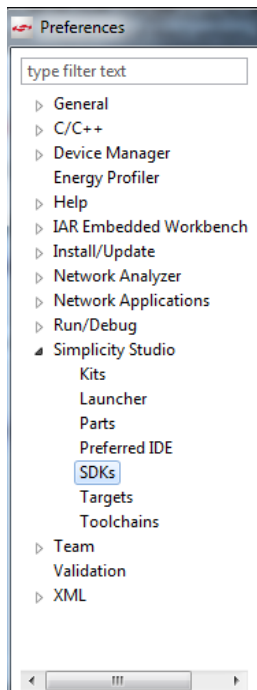 Preferences
type filter text
General
C/C++
Device Manager
Energy Profiler
Help
IAR Embedded Workbench
Install/Update
Network Analyzer
Network Applications
Run/Debug
Simplicity Studio
Kits
Launcher
Parts
Preferred IDE
SDKs
Targets
Toolchains
Team
Validation
XML